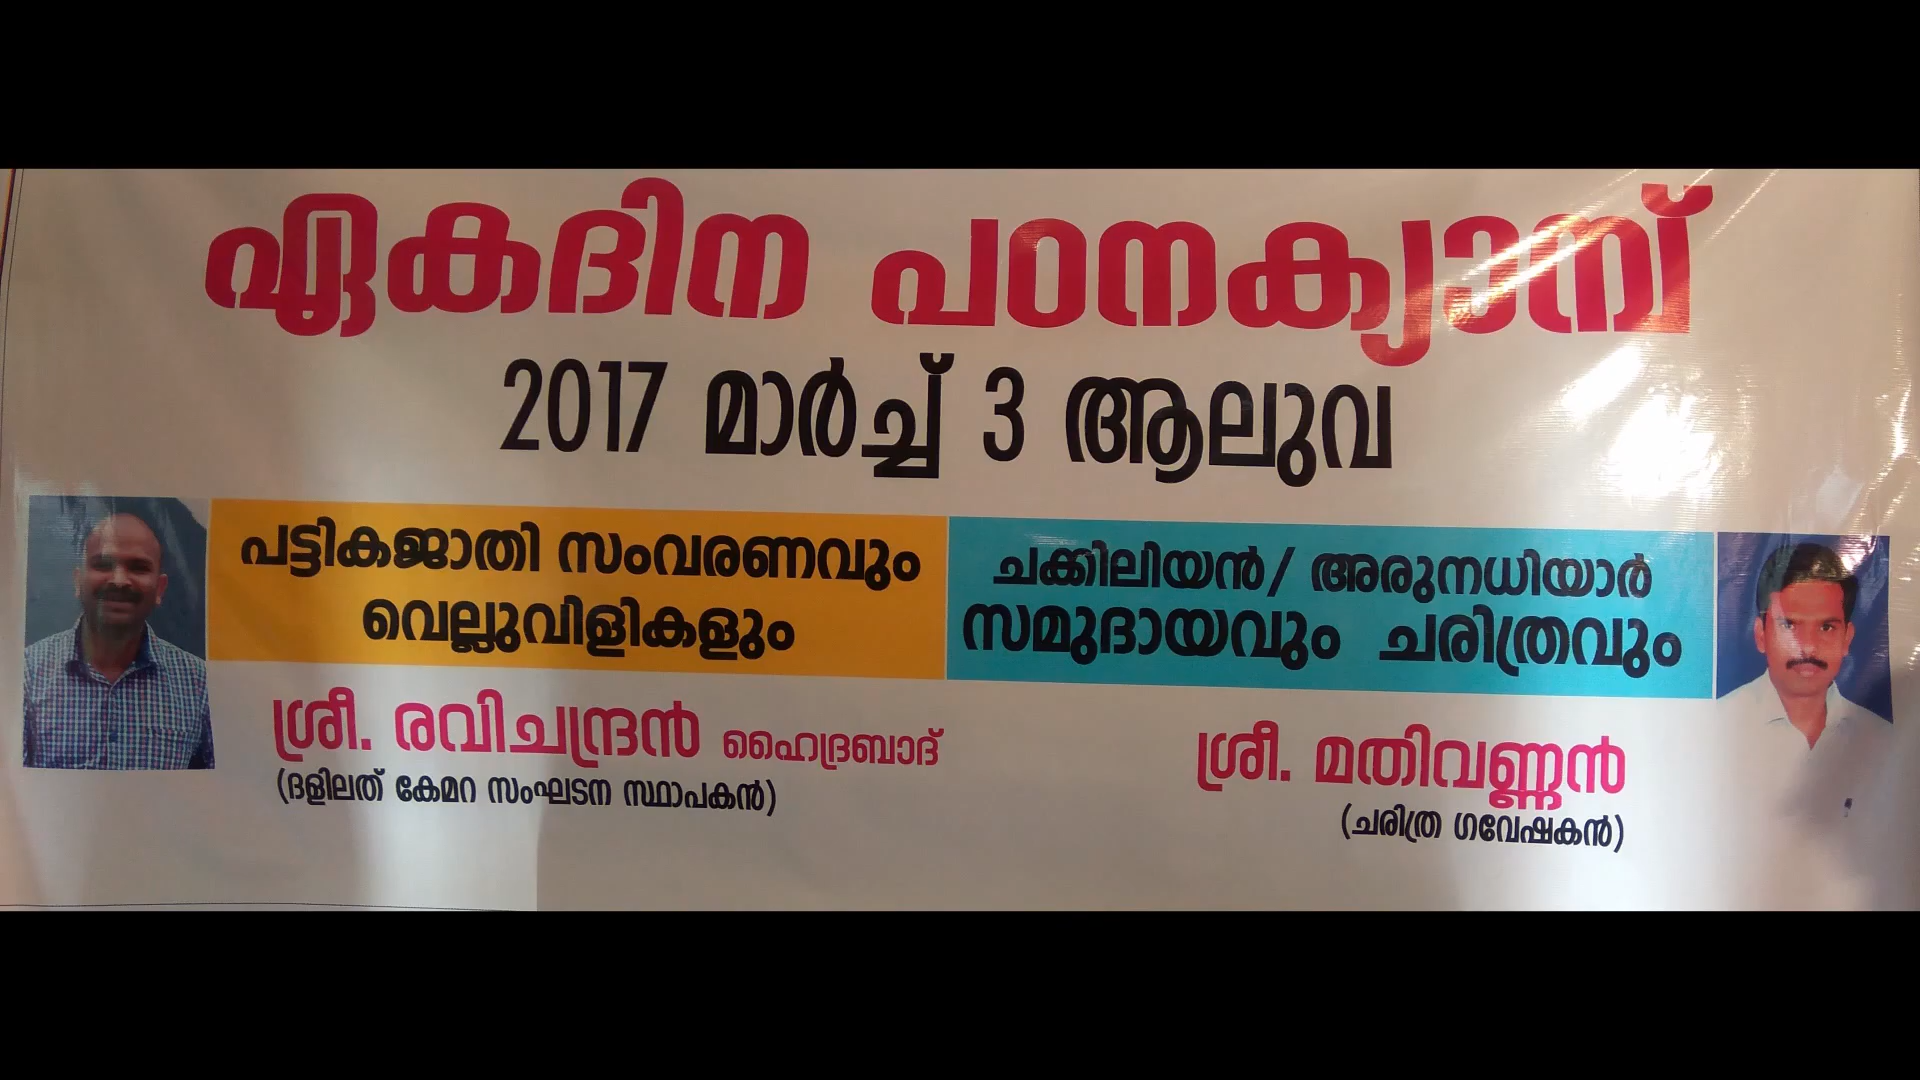 ഏകദിന പഠനക്യാമ്പ്
2017 മാർച്ച് 3 ആലുവ
പട്ടികജാതി സംവരണവും
വെല്ലുവിളികളും
ചക്കിലിയൻ/ അരുനധിയാർ
സമുദായവും ചരിത്രവും
ശ്രീ. രവിചന്ദ്രൻ ഹൈദ്രബാദ്
(ദളിലത് കേമറ സംഘടന സ്ഥാപകൻ)
ശ്രീ. മതിവണ്ണൻ
(ചരിത്ര ഗവേഷകൻ)